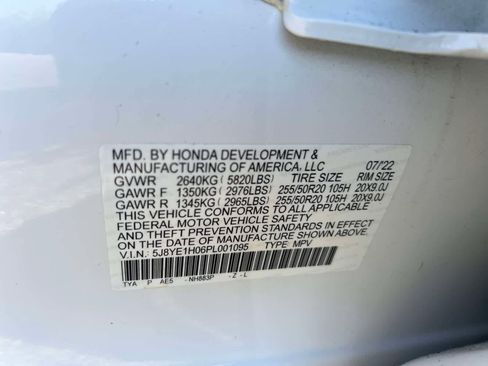 MFD. BY HONDA DEVELOPMENT & 07/'22
MANUFACTURING OF AMERICA, LLC
GVWR 2640KG (5820LBS) TIRE SIZE RIM SIZE
GAWR F 1350KG (2976LBS) 255/50R20 105H 20X9.0J
GAWR R 1345KG (2965LBS) 255/50R20 105H 20X9.0J
THIS VEHICLE CONFORMS TO ALL APPLICABLE
FEDERAL MOTOR VEHICLE SAFETY
AND THEFT PREVENTION STANDARDS IN EFFECT
ON THE DATE OF MANUFACTURE SHOWN ABOVE.
V.I.N.: 5J8YE1H06PL001095 TYPE: MPV
TYA P AE5 -NH883P -Z-L